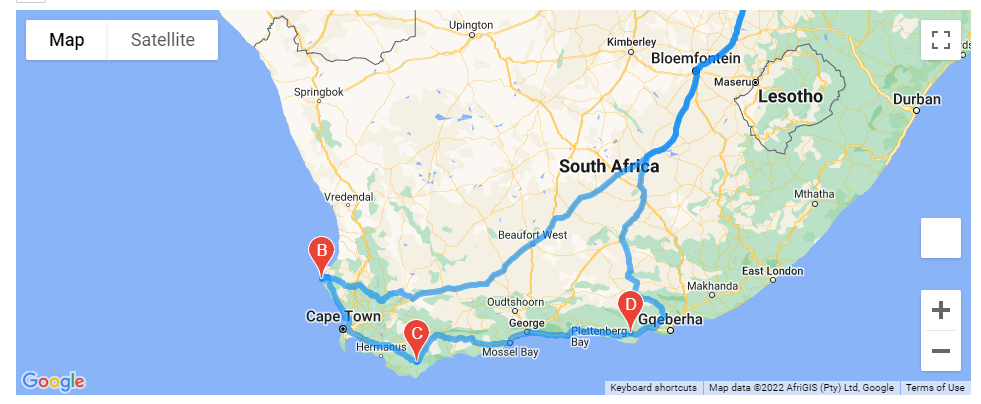 Map
Satellite
Upington
Kimberley
Bloemfontein
Maseru
Lesotho
Durban
Springbok
South Africa
Vredendal
Mthatha
Beaufort West
B
East London
Makhanda
Oudtshoorn
D
Cape Town
C
George
Plettenberg
Bay
Gqeberha
Hermanus
Mossel Bay
Google
Keyboard shortcuts
Map data ©2022 AfriGIS (Pty) Ltd, Google
Terms of Use